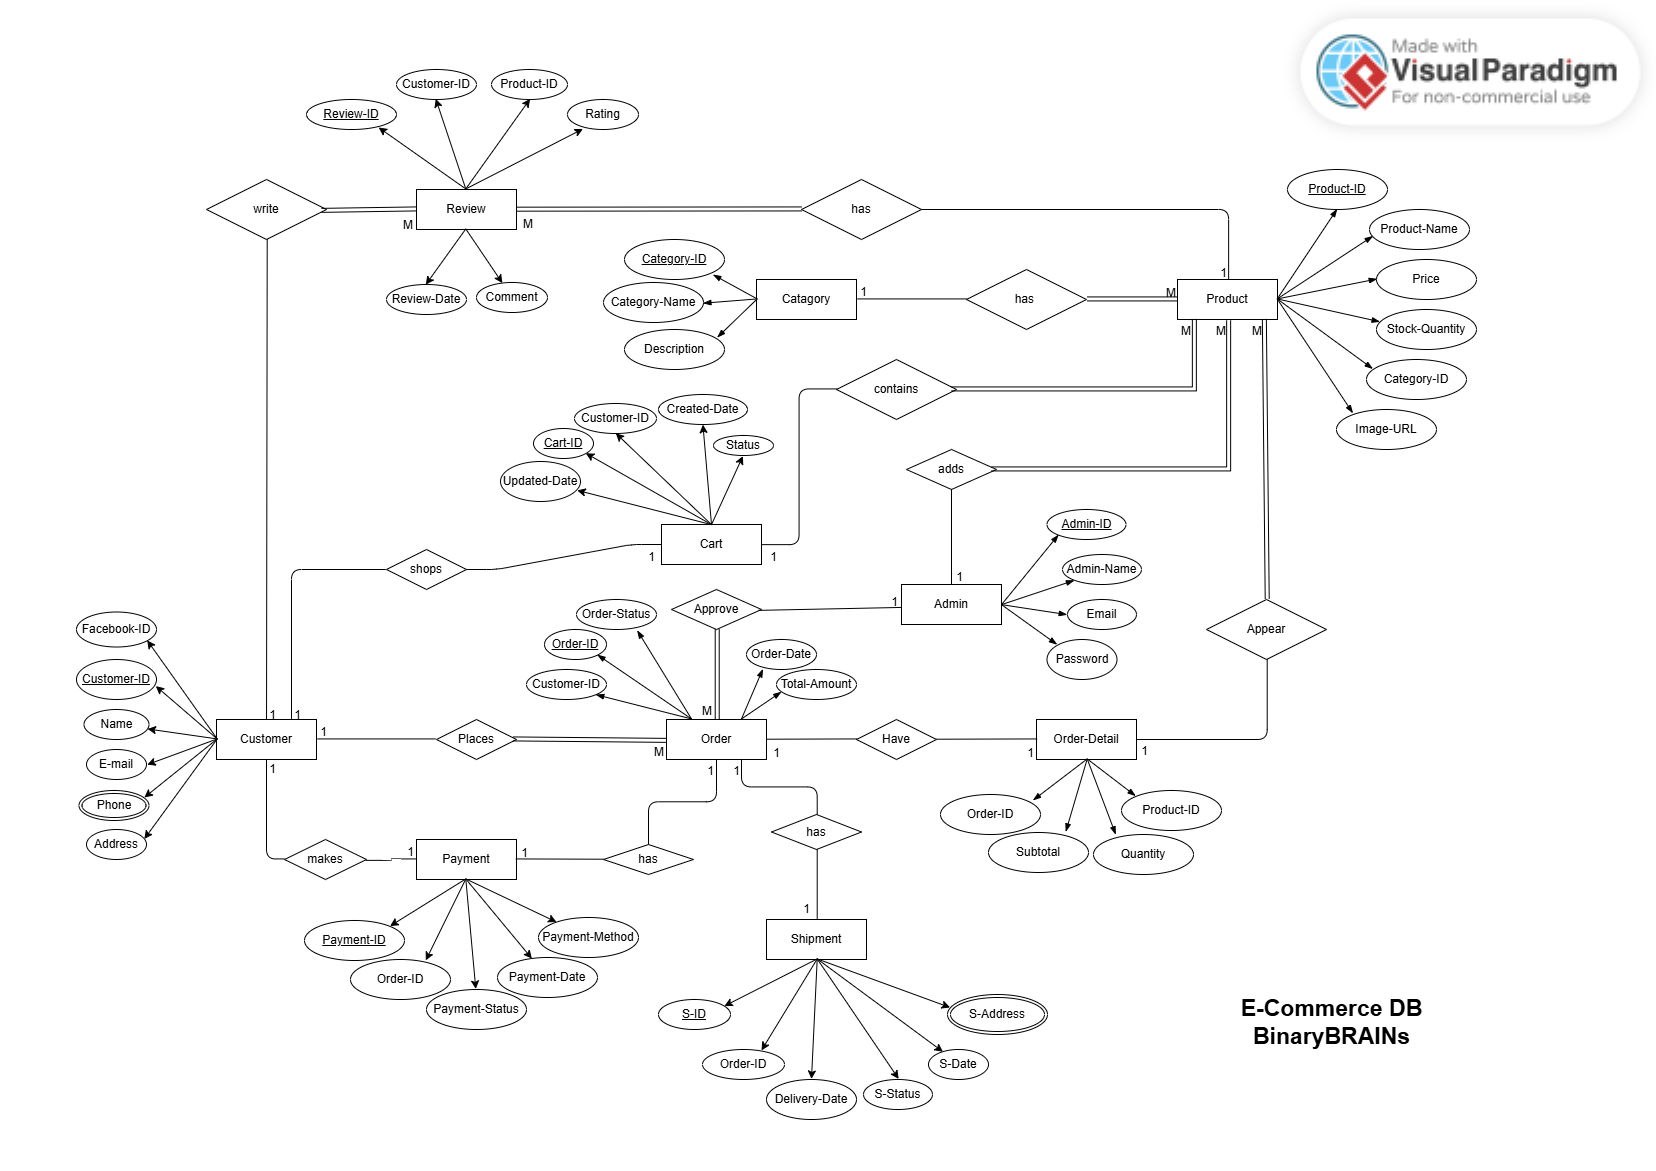 Made with
VisualParadigm
For non-commercial use
Customer-ID
Product-ID
Review-ID
Rating
write
Review
has
M
M
Review-Date
Comment
Product-ID
Product-Name
Price
Stock-Quantity
Category-ID
Image-URL
1
Product
M
M
M
M
Category-ID
Category-Name
Description
Catagory
1
has
contains
Created-Date
Customer-ID
Cart-ID
Status
Updated-Date
Cart
1
1
shops
adds
Admin-ID
Admin-Name
Email
Password
1
Admin
1
Approve
Appear
Order-Status
Order-ID
Customer-ID
Order-Date
Total-Amount
Facebook-ID
Customer-ID
Name
E-mail
Phone
Address
1
1
Customer
1
1
Places
M
M
Order
1
1
1
Have
1
Order-Detail
1
Order-ID
Subtotal
Quantity
Product-ID
makes
1
Payment
1
has
has
Payment-ID
Order-ID
Payment-Status
Payment-Date
Payment-Method
1
Shipment
S-ID
Order-ID
Delivery-Date
S-Status
S-Date
S-Address
E-Commerce DB
BinaryBRAINs